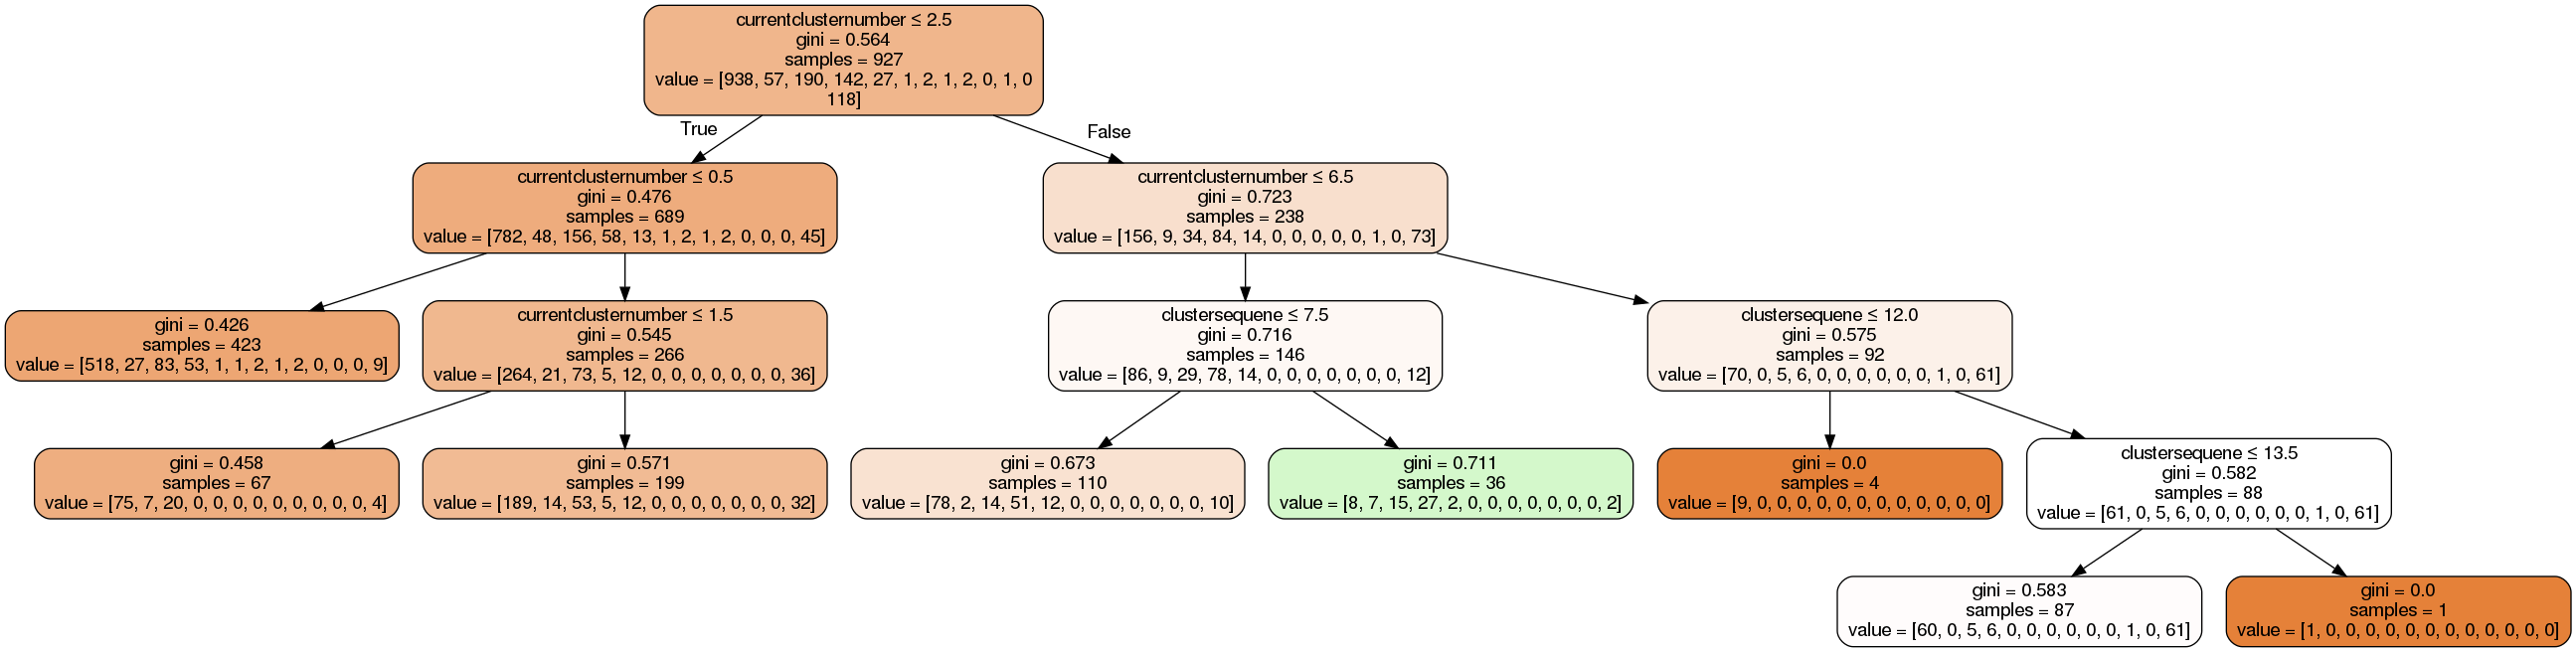 currentclusternumber ≤ 2.5
gini = 0.564
samples = 927
value = [938, 57, 190, 142, 27, 1, 2, 1, 2, 0, 1, 0
118]
True
False
currentclusternumber ≤ 0.5
gini = 0.476
samples = 689
value = [782, 48, 156, 58, 13, 1, 2, 1, 2, 0, 0, 0, 45]
currentclusternumber ≤ 6.5
gini = 0.723
samples = 238
value = [156, 9, 34, 84, 14, 0, 0, 0, 0, 0, 1, 0, 73]
gini = 0.426
samples = 423
value = [518, 27, 83, 53, 1, 1, 2, 1, 2, 0, 0, 0, 9]
currentclusternumber ≤ 1.5
gini = 0.545
samples = 266
value = [264, 21, 73, 5, 12, 0, 0, 0, 0, 0, 0, 0, 36]
clustersequene ≤ 7.5
gini = 0.716
samples = 146
value = [86, 9, 29, 78, 14, 0, 0, 0, 0, 0, 0, 0, 12]
clustersequene ≤ 12.0
gini = 0.575
samples = 92
value = [70, 0, 5, 6, 0, 0, 0, 0, 0, 0, 1, 0, 61]
gini = 0.458
samples = 67
value = [75, 7, 20, 0, 0, 0, 0, 0, 0, 0, 0, 0, 4]
gini = 0.571
samples = 199
value = [189, 14, 53, 5, 12, 0, 0, 0, 0, 0, 0, 0, 32]
gini = 0.673
samples = 110
value = [78, 2, 14, 51, 12, 0, 0, 0, 0, 0, 0, 0, 10]
gini = 0.711
samples = 36
value = [8, 7, 15, 27, 2, 0, 0, 0, 0, 0, 0, 0, 2]
gini = 0.0
samples = 4
value = [9, 0, 0, 0, 0, 0, 0, 0, 0, 0, 0, 0, 0]
clustersequene ≤ 13.5
gini = 0.582
samples = 88
value = [61, 0, 5, 6, 0, 0, 0, 0, 0, 0, 1, 0, 61]
gini = 0.583
samples = 87
value = [60, 0, 5, 6, 0, 0, 0, 0, 0, 0, 1, 0, 61]
gini = 0.0
samples = 1
value = [1, 0, 0, 0, 0, 0, 0, 0, 0, 0, 0, 0, 0]